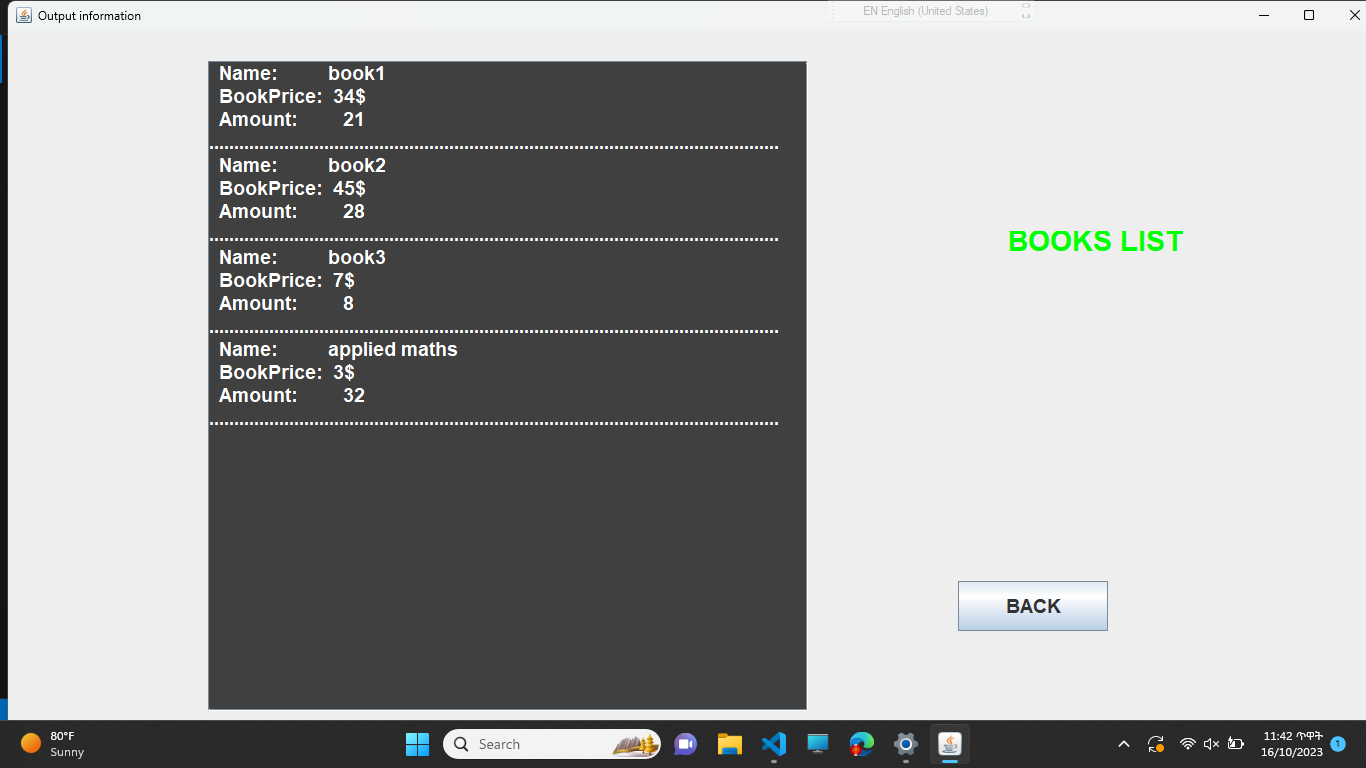 Output information
EN English (United States)
Name: book1
BookPrice: 34$
Amount: 21
Name: book2
BookPrice: 45$
Amount: 28
Name: book3
BookPrice: 7$
Amount: 8
Name: applied maths
BookPrice: 3$
Amount: 32
BOOKS LIST
BACK
80°F
Sunny
Search
11:42 ጥዋት
16/10/2023
1